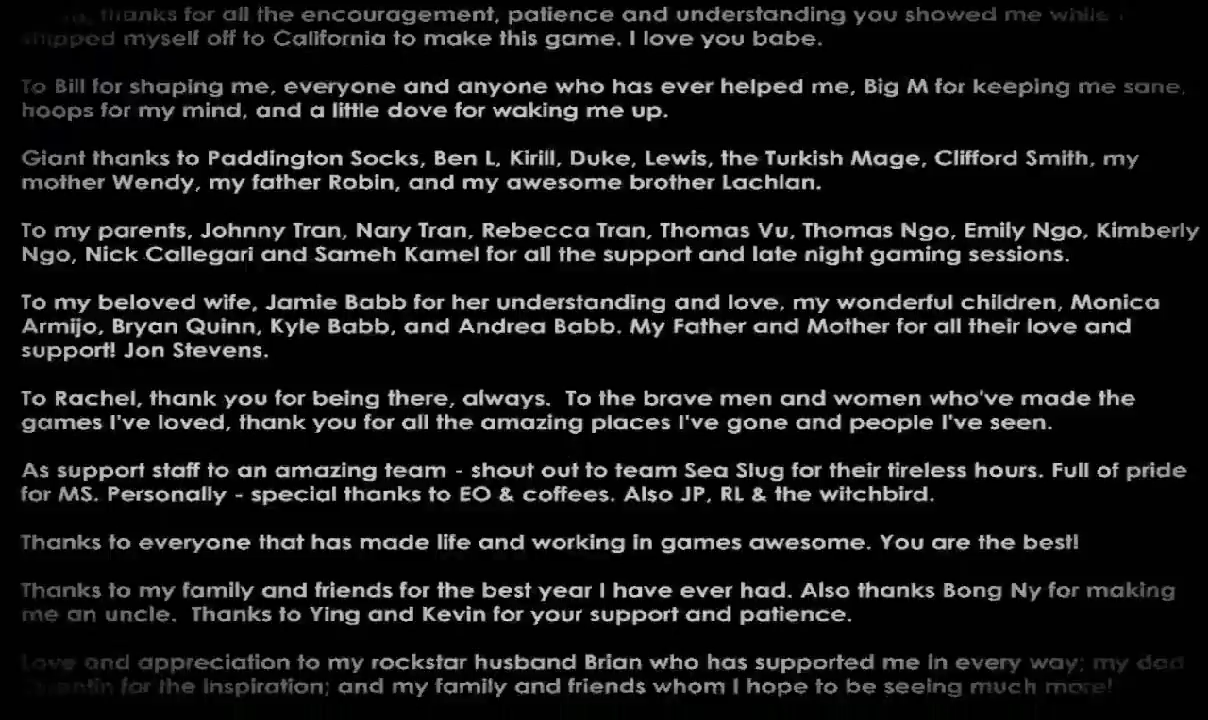 thanks for all the encouragement, patience and understanding you showed me while I
shipped myself off to California to make this game. I love you babe.
To Bill for shaping me, everyone and anyone who has ever helped me, Big M for keeping me sane,
hoops for my mind, and a little dove for waking me up.
Giant thanks to Paddington Socks, Ben L, Kirill, Duke, Lewis, the Turkish Mage, Clifford Smith, my
mother Wendy, my father Robin, and my awesome brother Lachlan.
To my parents, Johnny Tran, Nary Tran, Rebecca Tran, Thomas Vu, Thomas Ngo, Emily Ngo, Kimberly
Ngo, Nick Callegari and Sameh Kamel for all the support and late night gaming sessions.
To my beloved wife, Jamie Babb for her understanding and love, my wonderful children, Monica
Armijo, Bryan Quinn, Kyle Babb, and Andrea Babb. My Father and Mother for all their love and
support! Jon Stevens.
To Rachel, thank you for being there, always.  To the brave men and women who've made the
games I've loved, thank you for all the amazing places I've gone and people I've seen.
As support staff to an amazing team - shout out to team Sea Slug for their tireless hours. Full of pride
for MS. Personally - special thanks to EO & coffees. Also JP, RL & the witchbird.
Thanks to everyone that has made life and working in games awesome. You are the best!
Thanks to my family and friends for the best year I have ever had. Also thanks Bong Ny for making
me an uncle.  Thanks to Ying and Kevin for your support and patience.
Love and appreciation to my rockstar husband Brian who has supported me in every way; my dad
Quentin for the inspiration; and my family and friends whom I hope to be seeing much more!